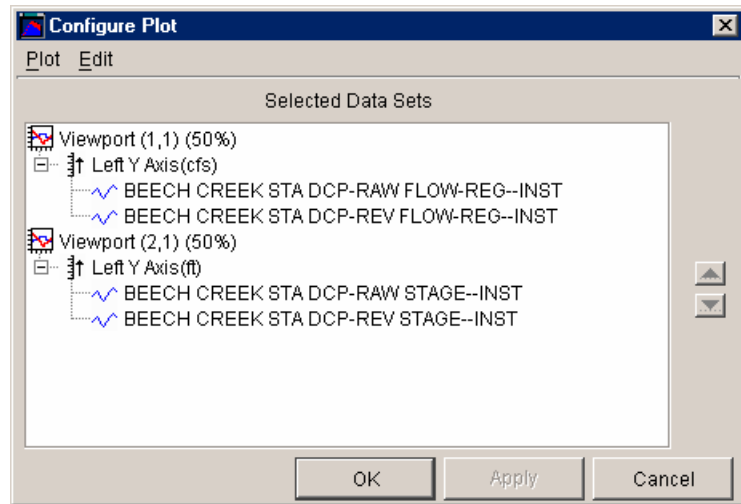 Configure Plot
Plot Edit
Selected Data Sets
Viewport (1,1) (50%)
Left Y Axis(cfs)
BEECH CREEK STA DCP-RAW FLOW-REG--INST
BEECH CREEK STA DCP-REV FLOW-REG--INST
Viewport (2,1) (50%)
Left Y Axis(ft)
BEECH CREEK STA DCP-RAW STAGE--INST
BEECH CREEK STA DCP-REV STAGE--INST
OK Apply Cancel